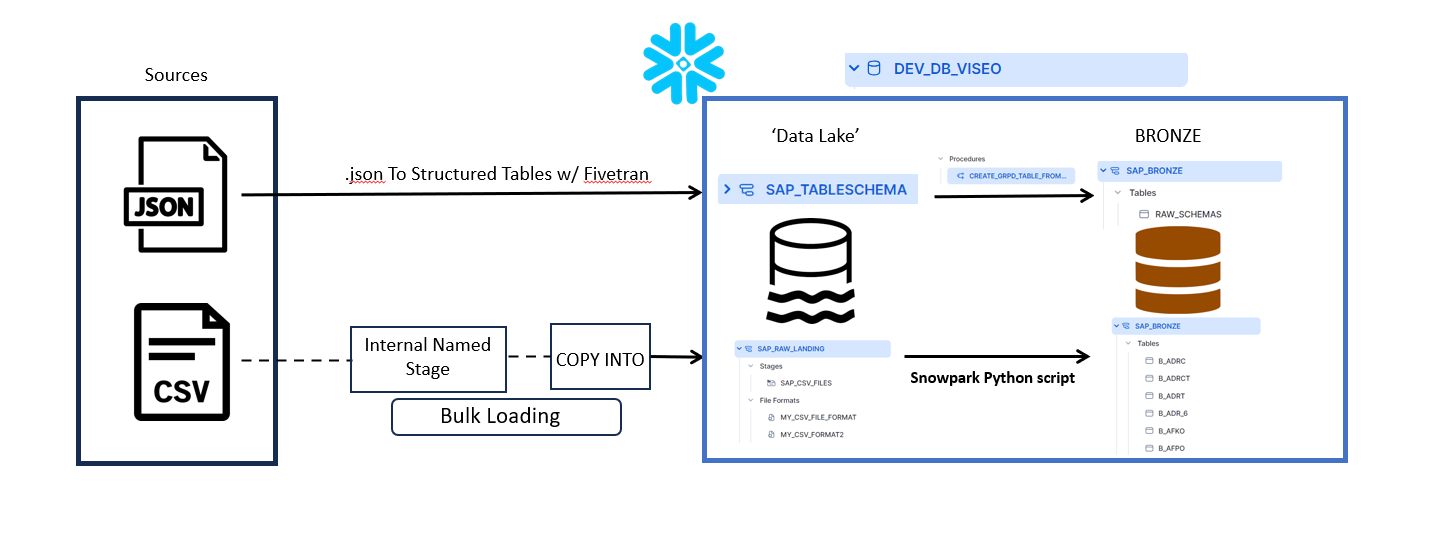 Sources
DEV_DB_VISEO
'Data Lake'
BRONZE
JSON
.json To Structured Tables w/ Fivetran
SAP_TABLESCHEMA
Procedures
CREATE_GRPD_TABLE_FROM...
SAP_BRONZE
Tables
RAW_SCHEMAS
CSV
Internal Named
Stage
COPY INTO
Bulk Loading
SAP_RAW_LANDING
Stages
SAP_CSV_FILES
File Formats
MY_CSV_FILE_FORMAT
MY_CSV_FORMAT2
Snowpark Python script
SAP_BRONZE
Tables
B_ADRC
B_ADRCT
B_ADRT
B_ADR_6
B_AFKO
B_AFPO